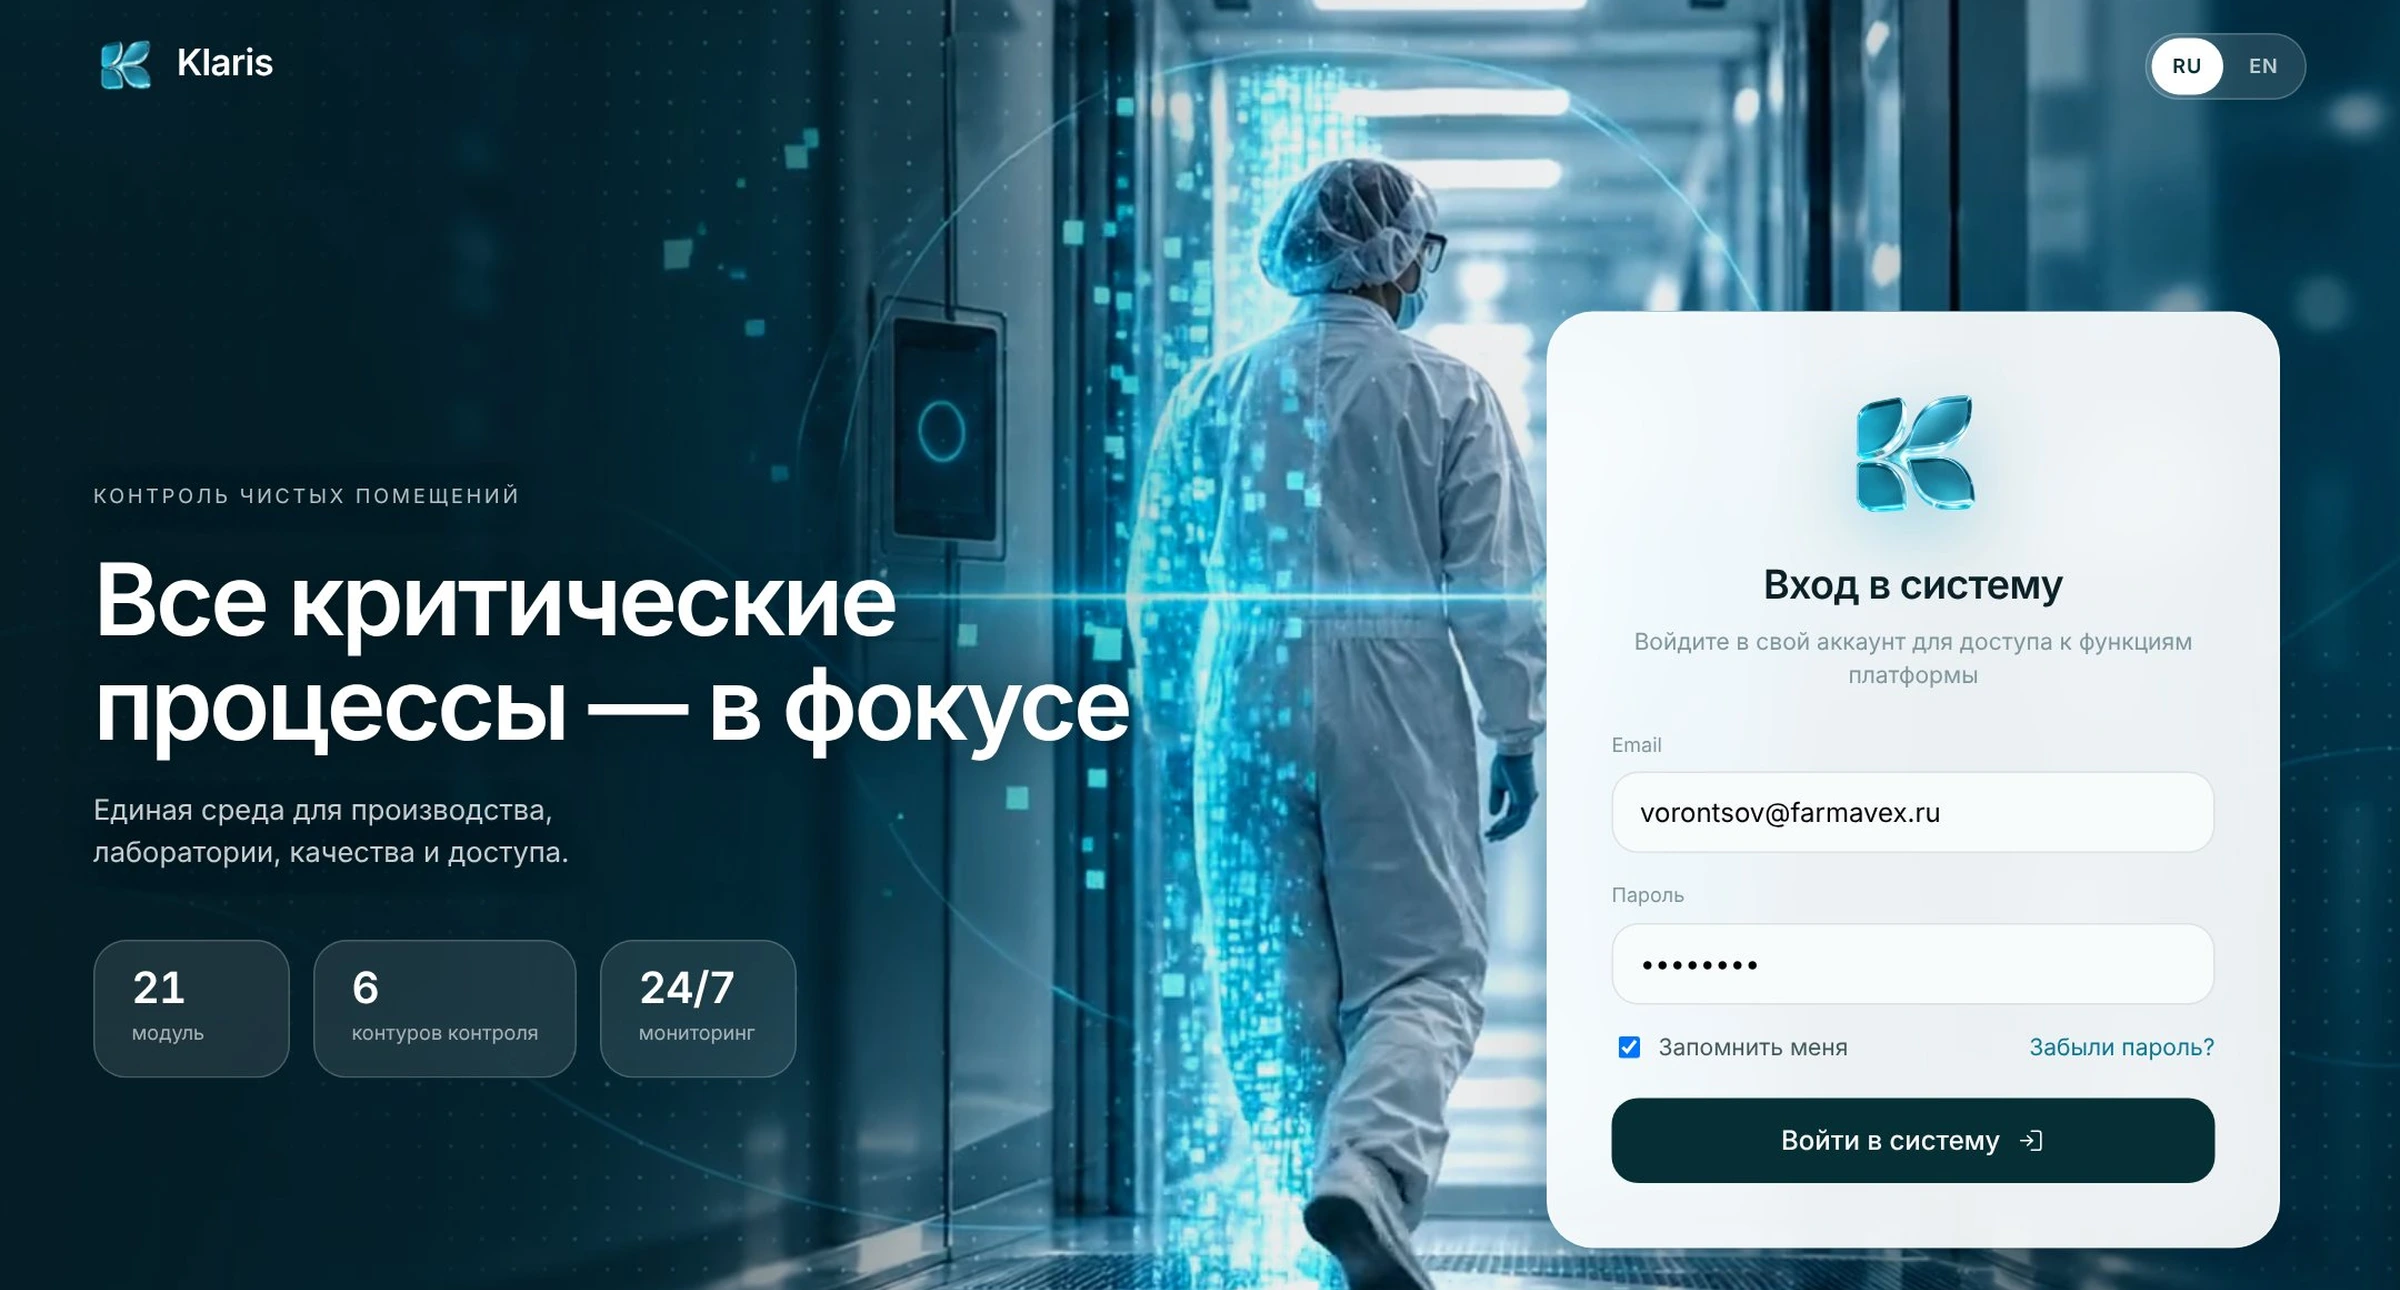 Klaris
RU EN
КОНТРОЛЬ ЧИСТЫХ ПОМЕЩЕНИЙ
Все критические
процессы — в фокусе
Единая среда для производства,
лаборатории, качества и доступа.
21
модуль
6
контуров контроля
24/7
мониторинг
Вход в систему
Войдите в свой аккаунт для доступа к функциям
платформы
Email
vorontsov@farmavex.ru
Пароль
••••••••
Запомнить меня
Забыли пароль?
Войти в систему